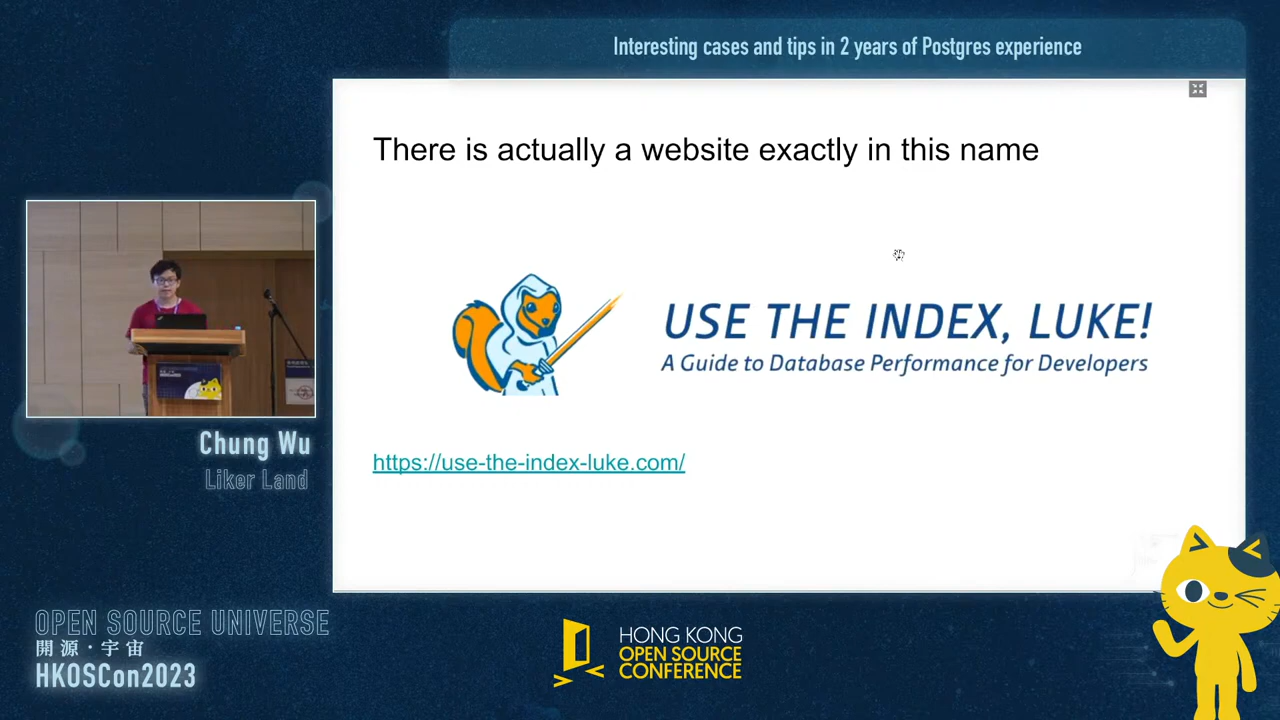 Interesting cases and tips in 2 years of Postgres experience
There is actually a website exactly in this name
USE THE INDEX, LUKE!
A Guide to Database Performance for Developers
https://use-the-index-luke.com/
Chung Wu
Liker Land
OPEN SOURCE UNIVERSE
開源·宇宙
HKOSCon2023
HONG KONG
OPEN SOURCE
CONFERENCE